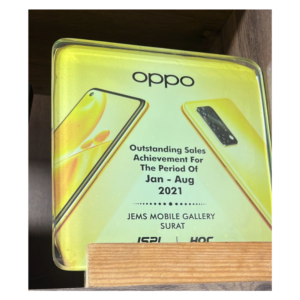 oppo
Outstanding Sales
Achievement For
The Period Of
Jan - Aug
2021
JEMS MOBILE GALLERY
SURAT